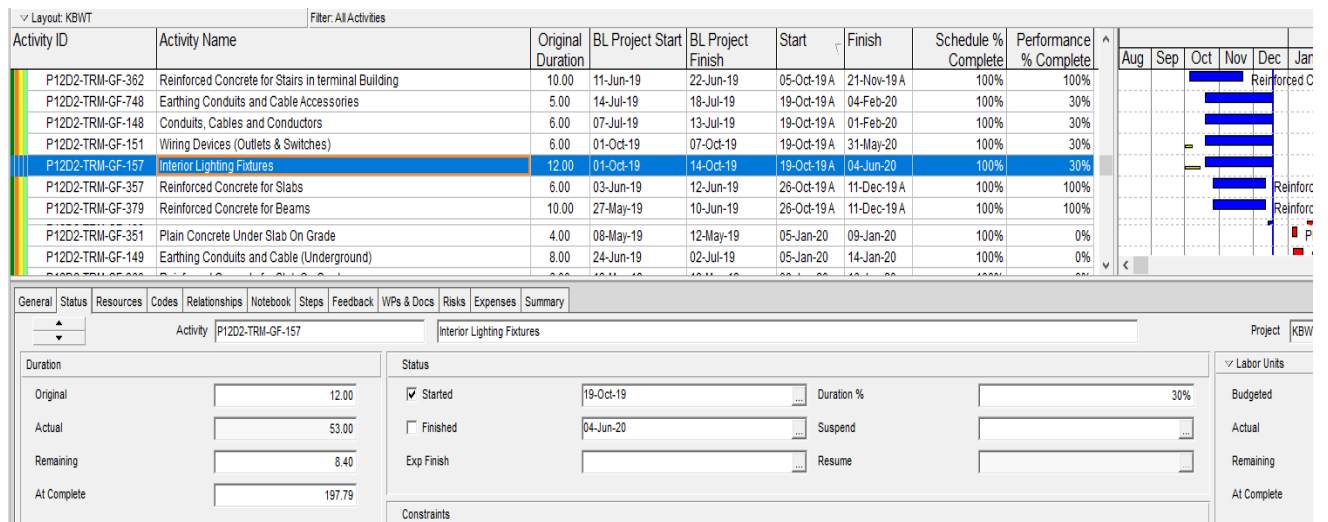 Layout: KBWT Filter: All Activities
Activity ID Activity Name Original Duration BL Project Start BL Project Finish Start Finish Schedule % Complete Performance % Complete
Aug Sep Oct Nov Dec Jan
P12D2-TRM-GF-362 Reinforced Concrete for Stairs in terminal Building 10.00 11-Jun-19 22-Jun-19 05-Oct-19 A 21-Nov-19 A 100% 100% Reinforced C
P12D2-TRM-GF-748 Earthing Conduits and Cable Accessories 5.00 14-Jul-19 18-Jul-19 19-Oct-19 A 04-Feb-20 100% 30%
P12D2-TRM-GF-148 Conduits, Cables and Conductors 6.00 07-Jul-19 13-Jul-19 19-Oct-19 A 01-Feb-20 100% 30%
P12D2-TRM-GF-151 Wiring Devices (Outlets & Switches) 6.00 01-Oct-19 07-Oct-19 19-Oct-19 A 31-May-20 100% 30%
P12D2-TRM-GF-157 Interior Lighting Fixtures 12.00 01-Oct-19 14-Oct-19 19-Oct-19 A 04-Jun-20 100% 30%
P12D2-TRM-GF-357 Reinforced Concrete for Slabs 6.00 03-Jun-19 12-Jun-19 26-Oct-19 A 11-Dec-19 A 100% 100% Reinforc
P12D2-TRM-GF-379 Reinforced Concrete for Beams 10.00 27-May-19 10-Jun-19 26-Oct-19 A 11-Dec-19 A 100% 100% Reinforc
P12D2-TRM-GF-351 Plain Concrete Under Slab On Grade 4.00 08-May-19 12-May-19 05-Jan-20 09-Jan-20 100% 0% P
P12D2-TRM-GF-149 Earthing Conduits and Cable (Underground) 8.00 24-Jun-19 02-Jul-19 05-Jan-20 14-Jan-20 100% 0%
General Status Resources Codes Relationships Notebook Steps Feedback WPs & Docs Risks Expenses Summary
Activity P12D2-TRM-GF-157 Interior Lighting Fixtures Project KBW
Duration Status Labor Units
Original 12.00 Started 19-Oct-19 ... Duration % 30% Budgeted
Actual 53.00 Finished 04-Jun-20 ... Suspend ... Actual
Remaining 8.40 Exp Finish ... Resume ... Remaining
At Complete 197.79 At Complete
Constraints